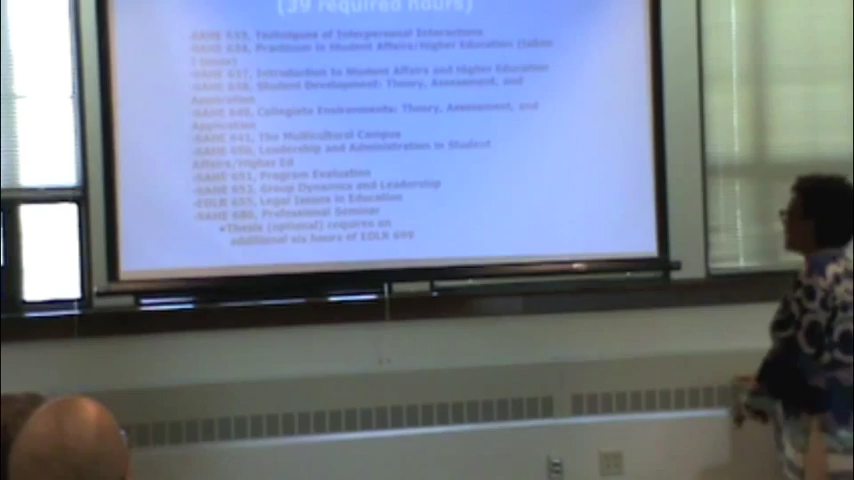 (39 required hours)
-SAHE 635, Techniques of Interpersonal Interactions
-SAHE 636, Practicum in Student Affairs/Higher Education (taken
-SAHE 637, Introduction to Student Affairs and Higher Education
-SAHE 638, Student Development: Theory, Assessment, and
Application
-SAHE 640, Collegiate Environments: Theory, Assessment, and
Application
-SAHE 641, The Multicultural Campus
-SAHE 650, Leadership and Administration in Student
Affairs/Higher Ed
-SAHE 651, Program Evaluation
-SAHE 652, Group Dynamics and Leadership
-EDLR 655, Legal Issues in Education
-SAHE 680, Professional Seminar
•Thesis (optional) requires an
additional six hours of EDLR 699